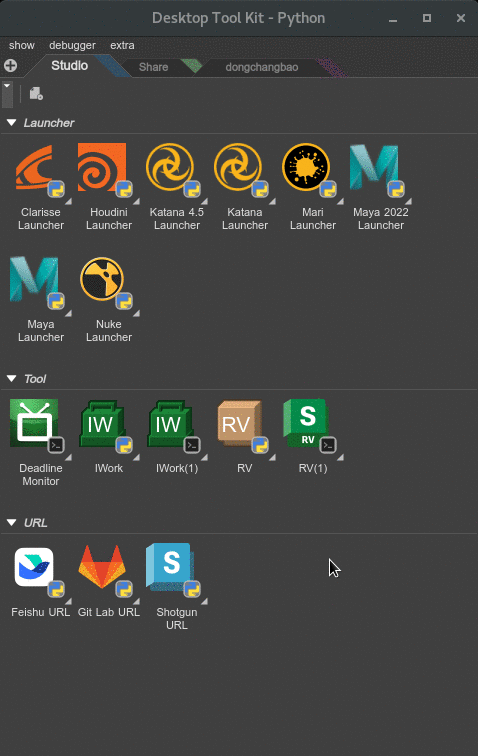 Desktop Tool Kit - Python
show debugger extra
Studio Share dongchangbao
Launcher
Clarisse Launcher
Houdini Launcher
Katana 4.5 Launcher
Katana Launcher
Mari Launcher
Maya 2022 Launcher
Maya Launcher
Nuke Launcher
Tool
IW IW RV S
RV
Deadline Monitor
IWork
IWork(1)
RV
RV(1)
URL
S
Feishu URL
Git Lab URL
Shotgun URL